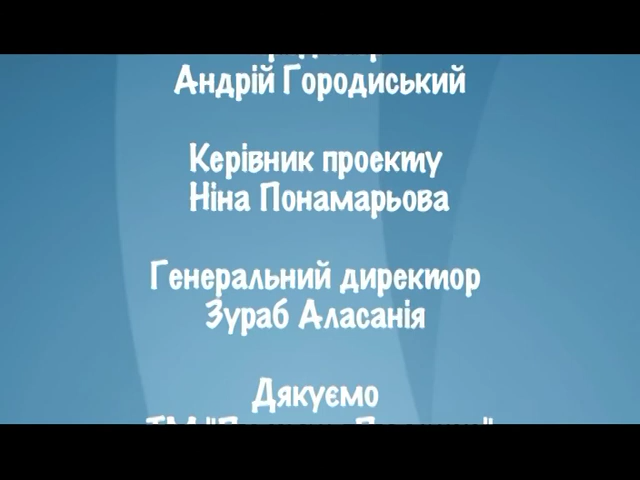 Андрій Городиський
Керівник проекту
Ніна Понамарьова
Генеральний директор
Зураб Аласанія
Дякуємо